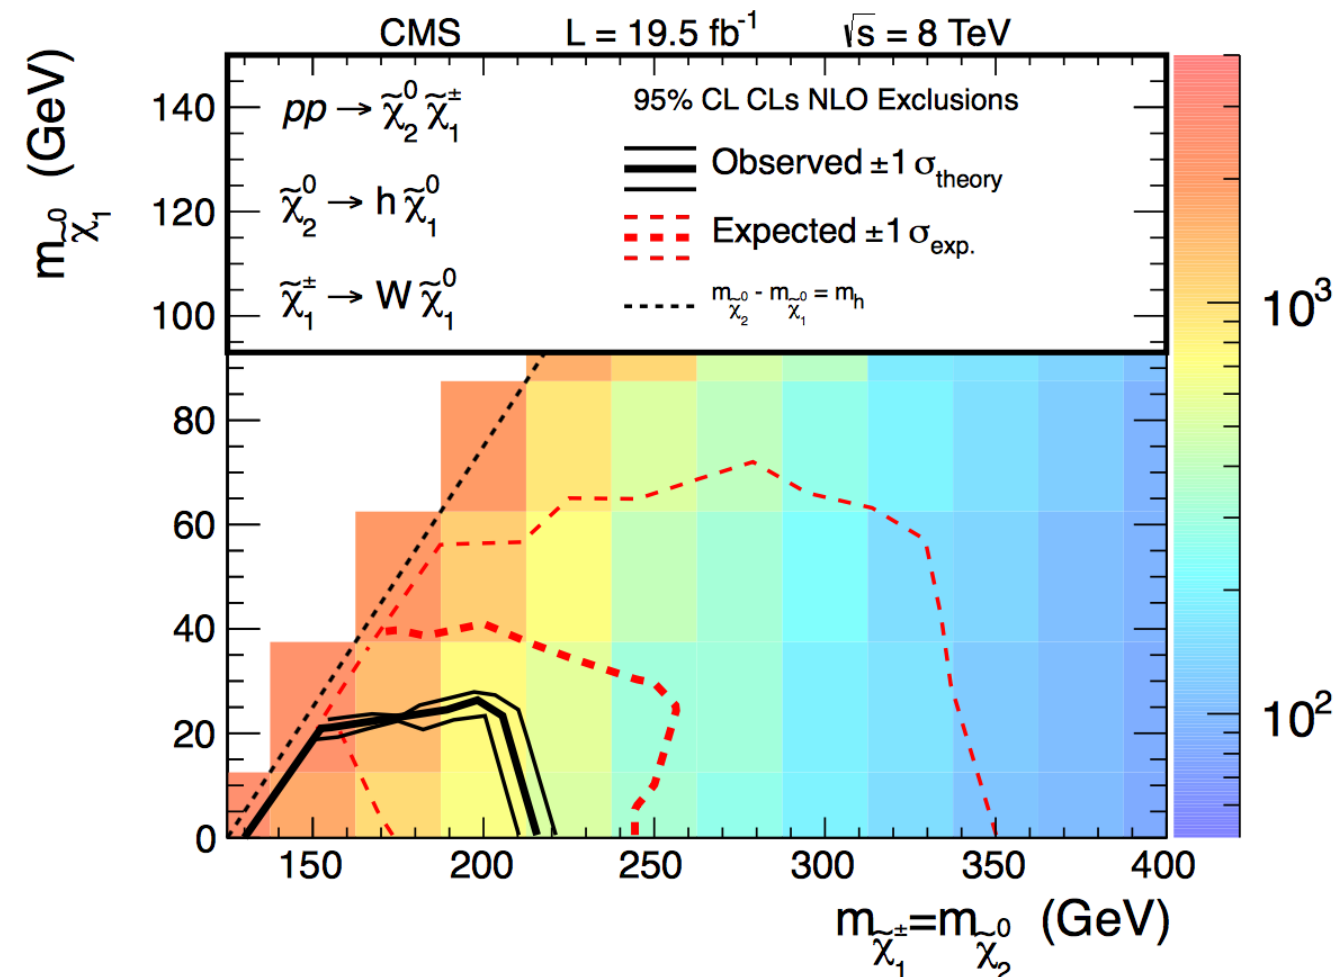 CMS L = 19.5 fb⁻¹ √s = 8 TeV
pp → χ̃₂⁰ χ̃₁±
χ̃₂⁰ → h χ̃₁⁰
χ̃₁± → W χ̃₁⁰
95% CL CLs NLO Exclusions
Observed ±1 σtheory
Expected ±1 σexp.
mχ̃₂⁰ - mχ̃₁⁰ = mh
mχ̃₁⁰ (GeV)
140
120
100
80
60
40
20
0
150 200 250 300 350 400
mχ̃₁±=mχ̃₂⁰ (GeV)
10³
10²